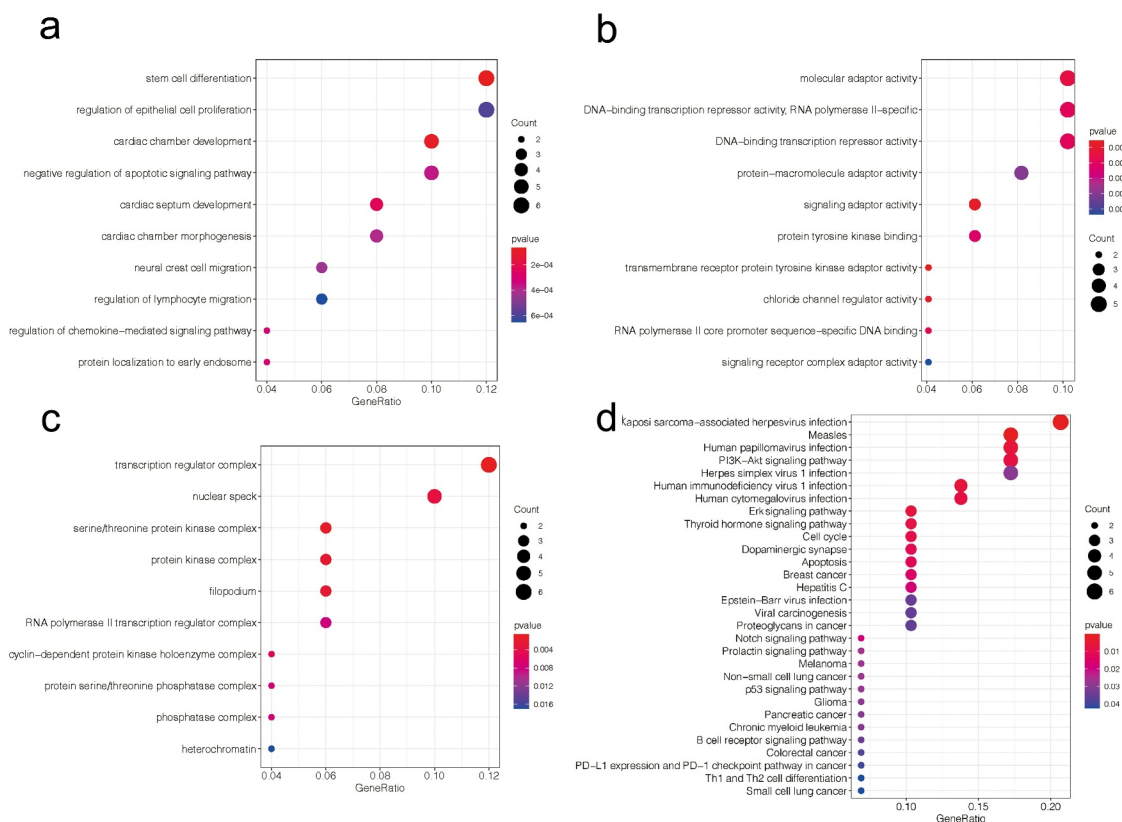 a
stem cell differentiation
regulation of epithelial cell proliferation
cardiac chamber development
negative regulation of apoptotic signaling pathway
cardiac septum development
cardiac chamber morphogenesis
neural crest cell migration
regulation of lymphocyte migration
regulation of chemokine−mediated signaling pathway
protein localization to early endosome
0.04 0.06 0.08 0.10 0.12
GeneRatio
Count
2
3
4
5
6
pvalue
2e−04
4e−04
6e−04
b
molecular adaptor activity
DNA−binding transcription repressor activity, RNA polymerase II−specific
DNA−binding transcription repressor activity
protein−macromolecule adaptor activity
signaling adaptor activity
protein tyrosine kinase binding
transmembrane receptor protein tyrosine kinase adaptor activity
chloride channel regulator activity
RNA polymerase II core promoter sequence−specific DNA binding
signaling receptor complex adaptor activity
0.04 0.06 0.08 0.10
pvalue
0.00
0.00
0.00
0.00
Count
2
3
4
5
c
transcription regulator complex
nuclear speck
serine/threonine protein kinase complex
protein kinase complex
filopodium
RNA polymerase II transcription regulator complex
cyclin−dependent protein kinase holoenzyme complex
protein serine/threonine phosphatase complex
phosphatase complex
heterochromatin
0.04 0.06 0.08 0.10 0.12
GeneRatio
Count
2
3
4
5
6
pvalue
0.004
0.008
0.012
0.016
d
Kaposi sarcoma−associated herpesvirus infection
Measles
Human papillomavirus infection
PI3K−Akt signaling pathway
Herpes simplex virus 1 infection
Human immunodeficiency virus 1 infection
Human cytomegalovirus infection
Erk signaling pathway
Thyroid hormone signaling pathway
Cell cycle
Dopaminergic synapse
Apoptosis
Breast cancer
Hepatitis C
Epstein−Barr virus infection
Viral carcinogenesis
Proteoglycans in cancer
Notch signaling pathway
Prolactin signaling pathway
Melanoma
Non−small cell lung cancer
p53 signaling pathway
Glioma
Pancreatic cancer
Chronic myeloid leukemia
B cell receptor signaling pathway
Colorectal cancer
PD−L1 expression and PD−1 checkpoint pathway in cancer
Th1 and Th2 cell differentiation
Small cell lung cancer
0.10 0.15 0.20
GeneRatio
Count
2
3
4
5
6
pvalue
0.01
0.02
0.03
0.04